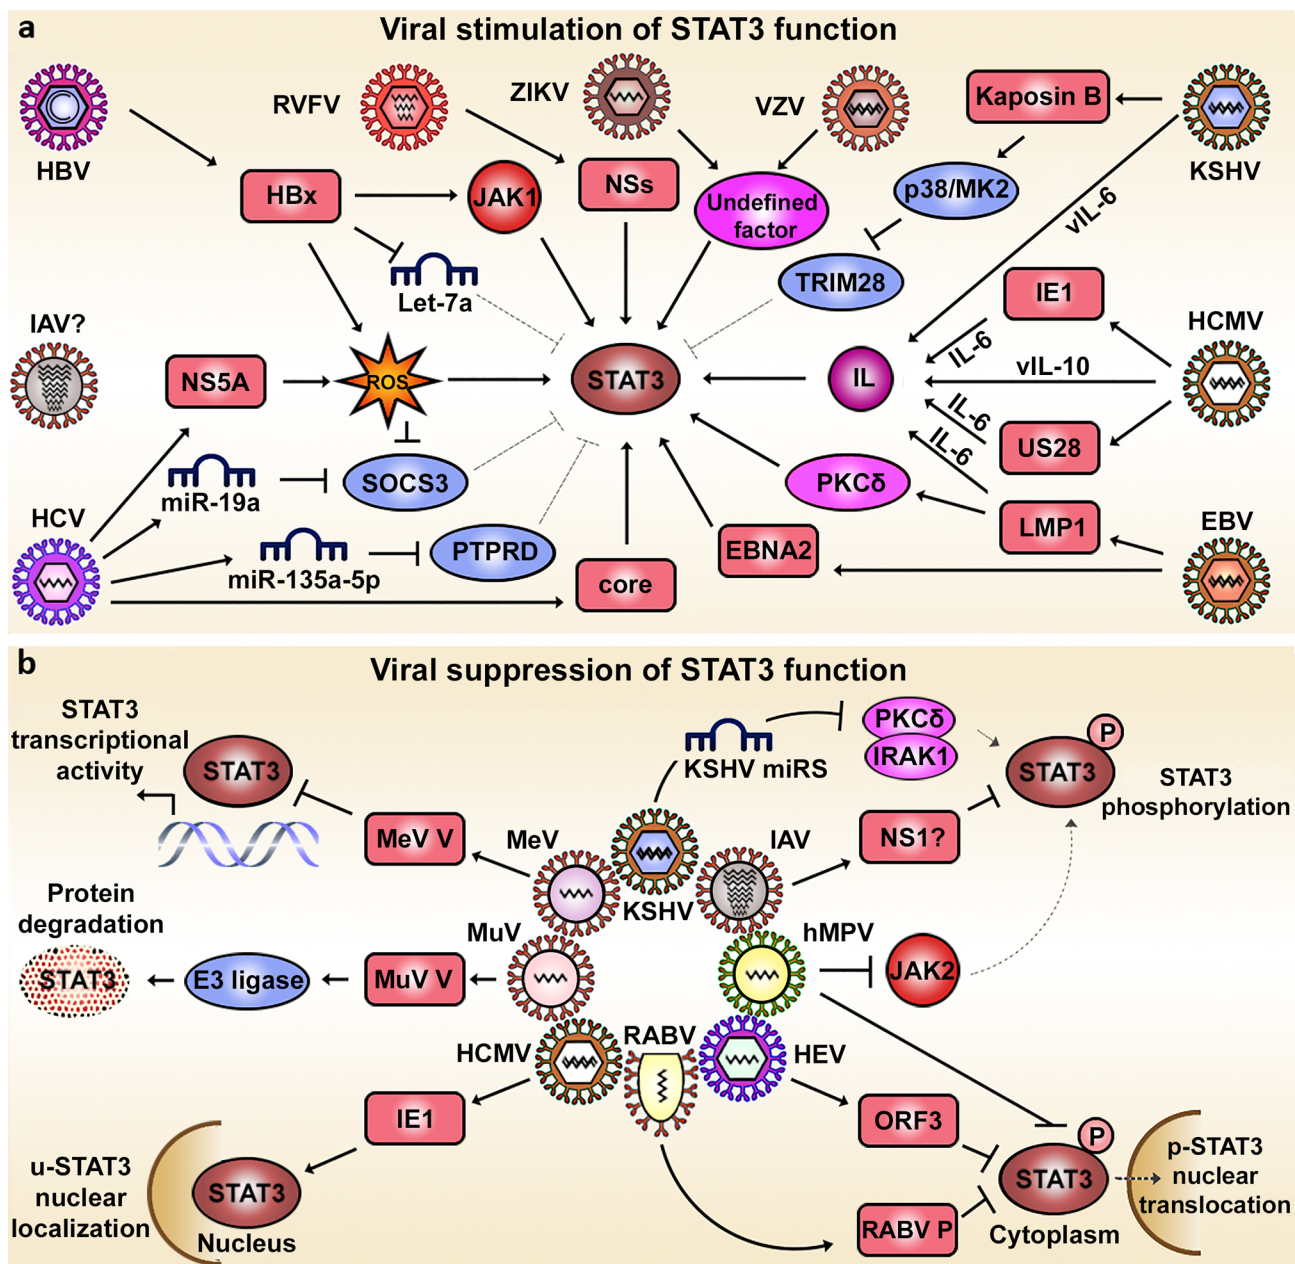 a
Viral stimulation of STAT3 function
HBV
RVFV
ZIKV
VZV
Kaposin B
KSHV
HBx
JAK1
NSs
Undefined
factor
p38/MK2
vIL-6
Let-7a
TRIM28
IE1
IAV?
HCMV
NS5A
ROS
STAT3
IL
IL-6
vIL-10
IL-6
IL-6
US28
miR-19a
SOCS3
PKCδ
HCV
LMP1
EBV
miR-135a-5p
PTPRD
EBNA2
core
b
Viral suppression of STAT3 function
STAT3
transcriptional
activity
STAT3
KSHV miRS
PKCδ
IRAK1
STAT3
P
STAT3
phosphorylation
MeV V
MeV
KSHV
IAV
NS1?
Protein
degradation
STAT3
E3 ligase
MuV V
MuV
hMPV
JAK2
HCMV
RABV
HEV
IE1
ORF3
u-STAT3
nuclear
localization
STAT3
Nucleus
STAT3
P
p-STAT3
nuclear
translocation
RABV P
Cytoplasm